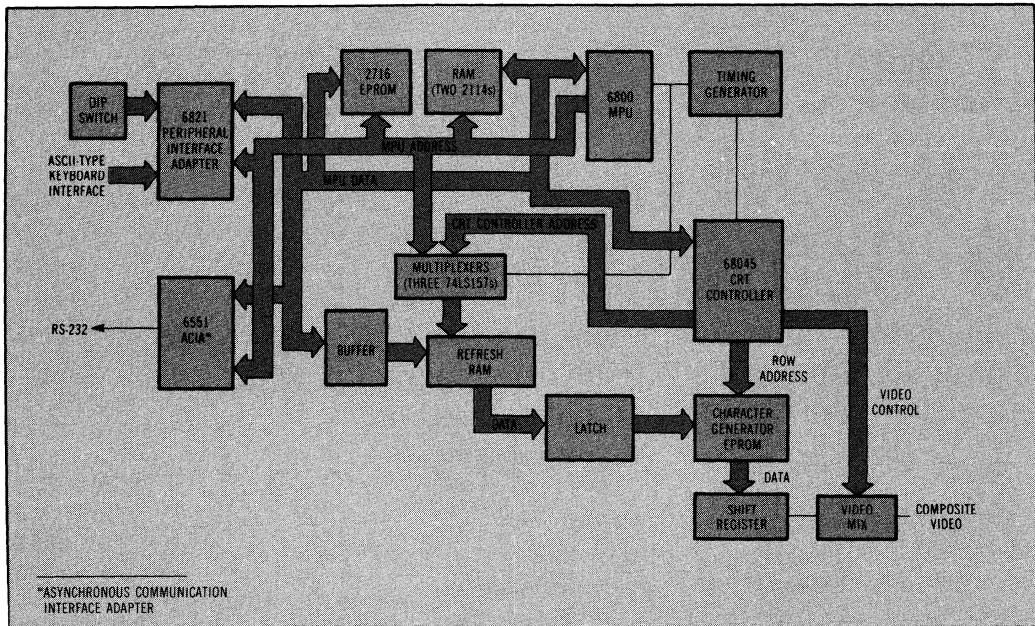 DIP
SWITCH
6821
PERIPHERAL
INTERFACE
ADAPTER
ASCII-TYPE
KEYBOARD
INTERFACE
2716
EPROM
RAM
(TWO 2114s)
6800
MPU
TIMING
GENERATOR
MPU ADDRESS
MPU DATA
CRT CONTROLLER ADDRESS
MULTIPLEXERS
(THREE 74LS157s)
68045
CRT
CONTROLLER
RS-232
6551
ACIA*
BUFFER
REFRESH
RAM
ROW
ADDRESS
VIDEO
CONTROL
DATA
LATCH
CHARACTER
GENERATOR
EPROM
DATA
SHIFT
REGISTER
VIDEO
MIX
COMPOSITE
VIDEO
*ASYNCHRONOUS COMMUNICATION
INTERFACE ADAPTER